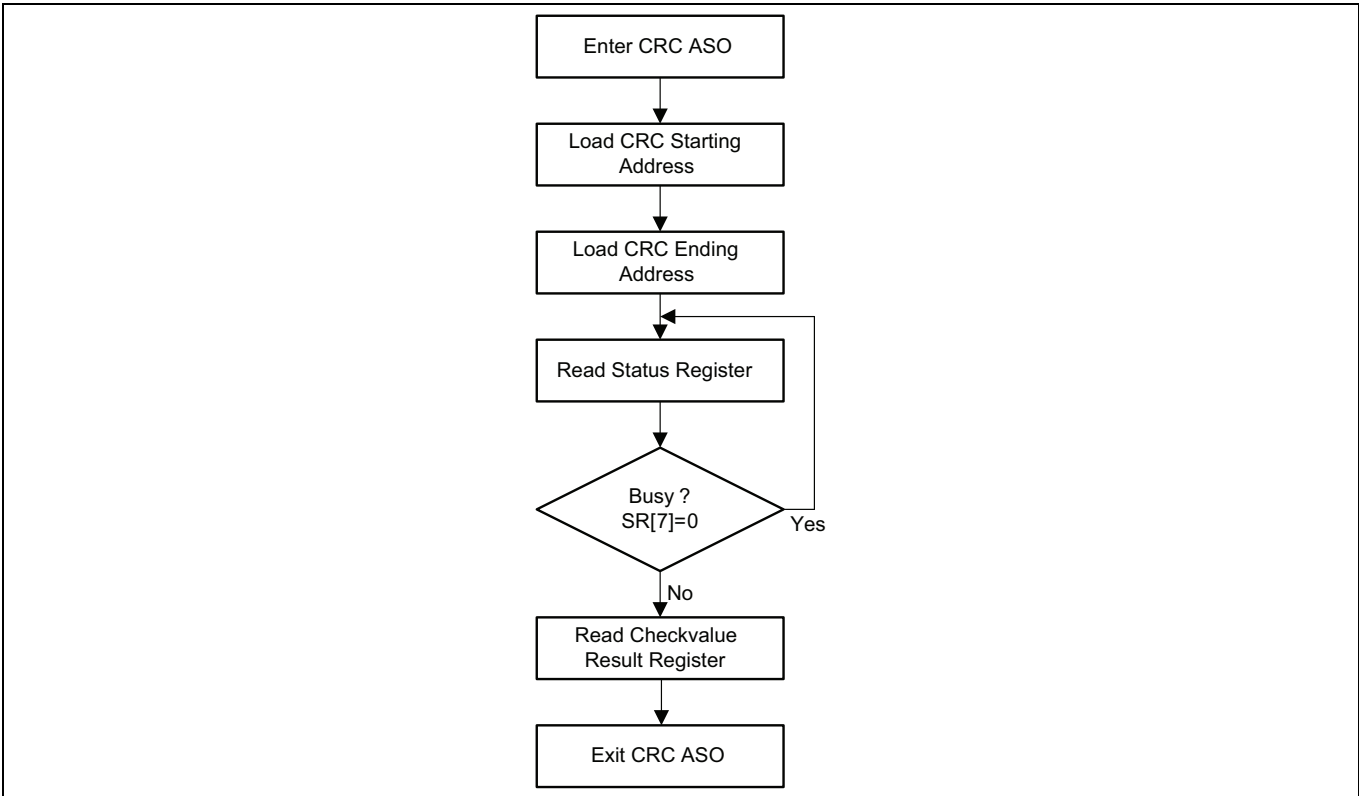 Enter CRC ASO
Load CRC Starting
Address
Load CRC Ending
Address
Read Status Register
Busy ?
SR[7]=0
Yes
No
Read Checkvalue
Result Register
Exit CRC ASO